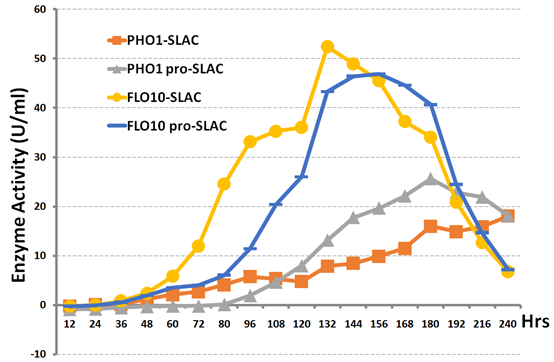 60
50
40
30
20
10
0
-10
Enzyme Activity (U/ml)
PHO1-SLAC
PHO1 pro-SLAC
FLO10-SLAC
FLO10 pro-SLAC
12 24 36 48 60 72 80 96 108 120 132 144 156 168 180 192 216 240 Hrs